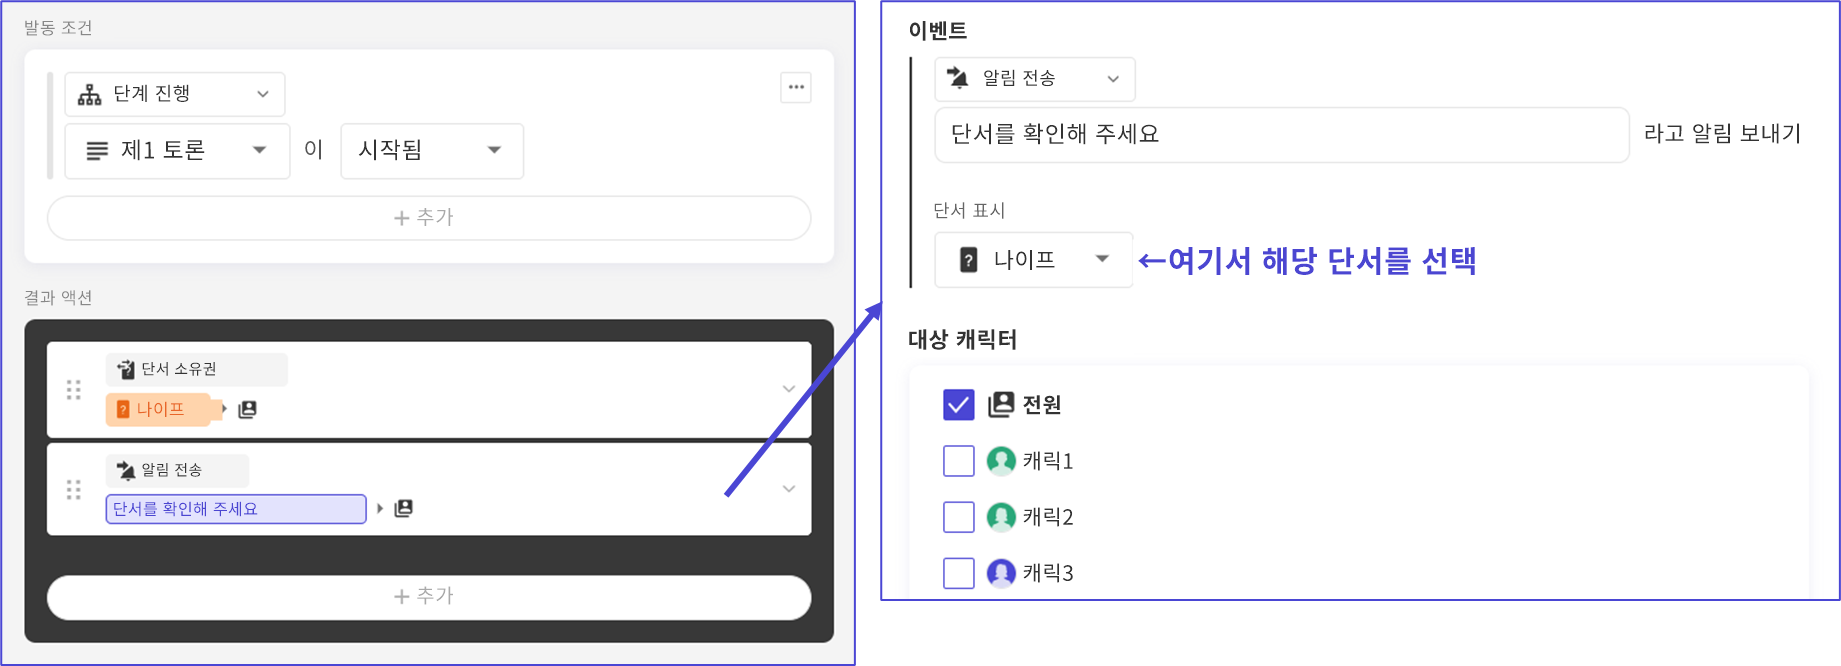 발동 조건
단계 진행
제1 토론 이 시작됨
+ 추가
결과 액션
단서 소유권
나이프
알림 전송
단서를 확인해 주세요
+ 추가
이벤트
알림 전송
단서를 확인해 주세요 라고 알림 보내기
단서 표시
나이프 ←여기서 해당 단서를 선택
대상 캐릭터
전원
캐릭1
캐릭2
캐릭3